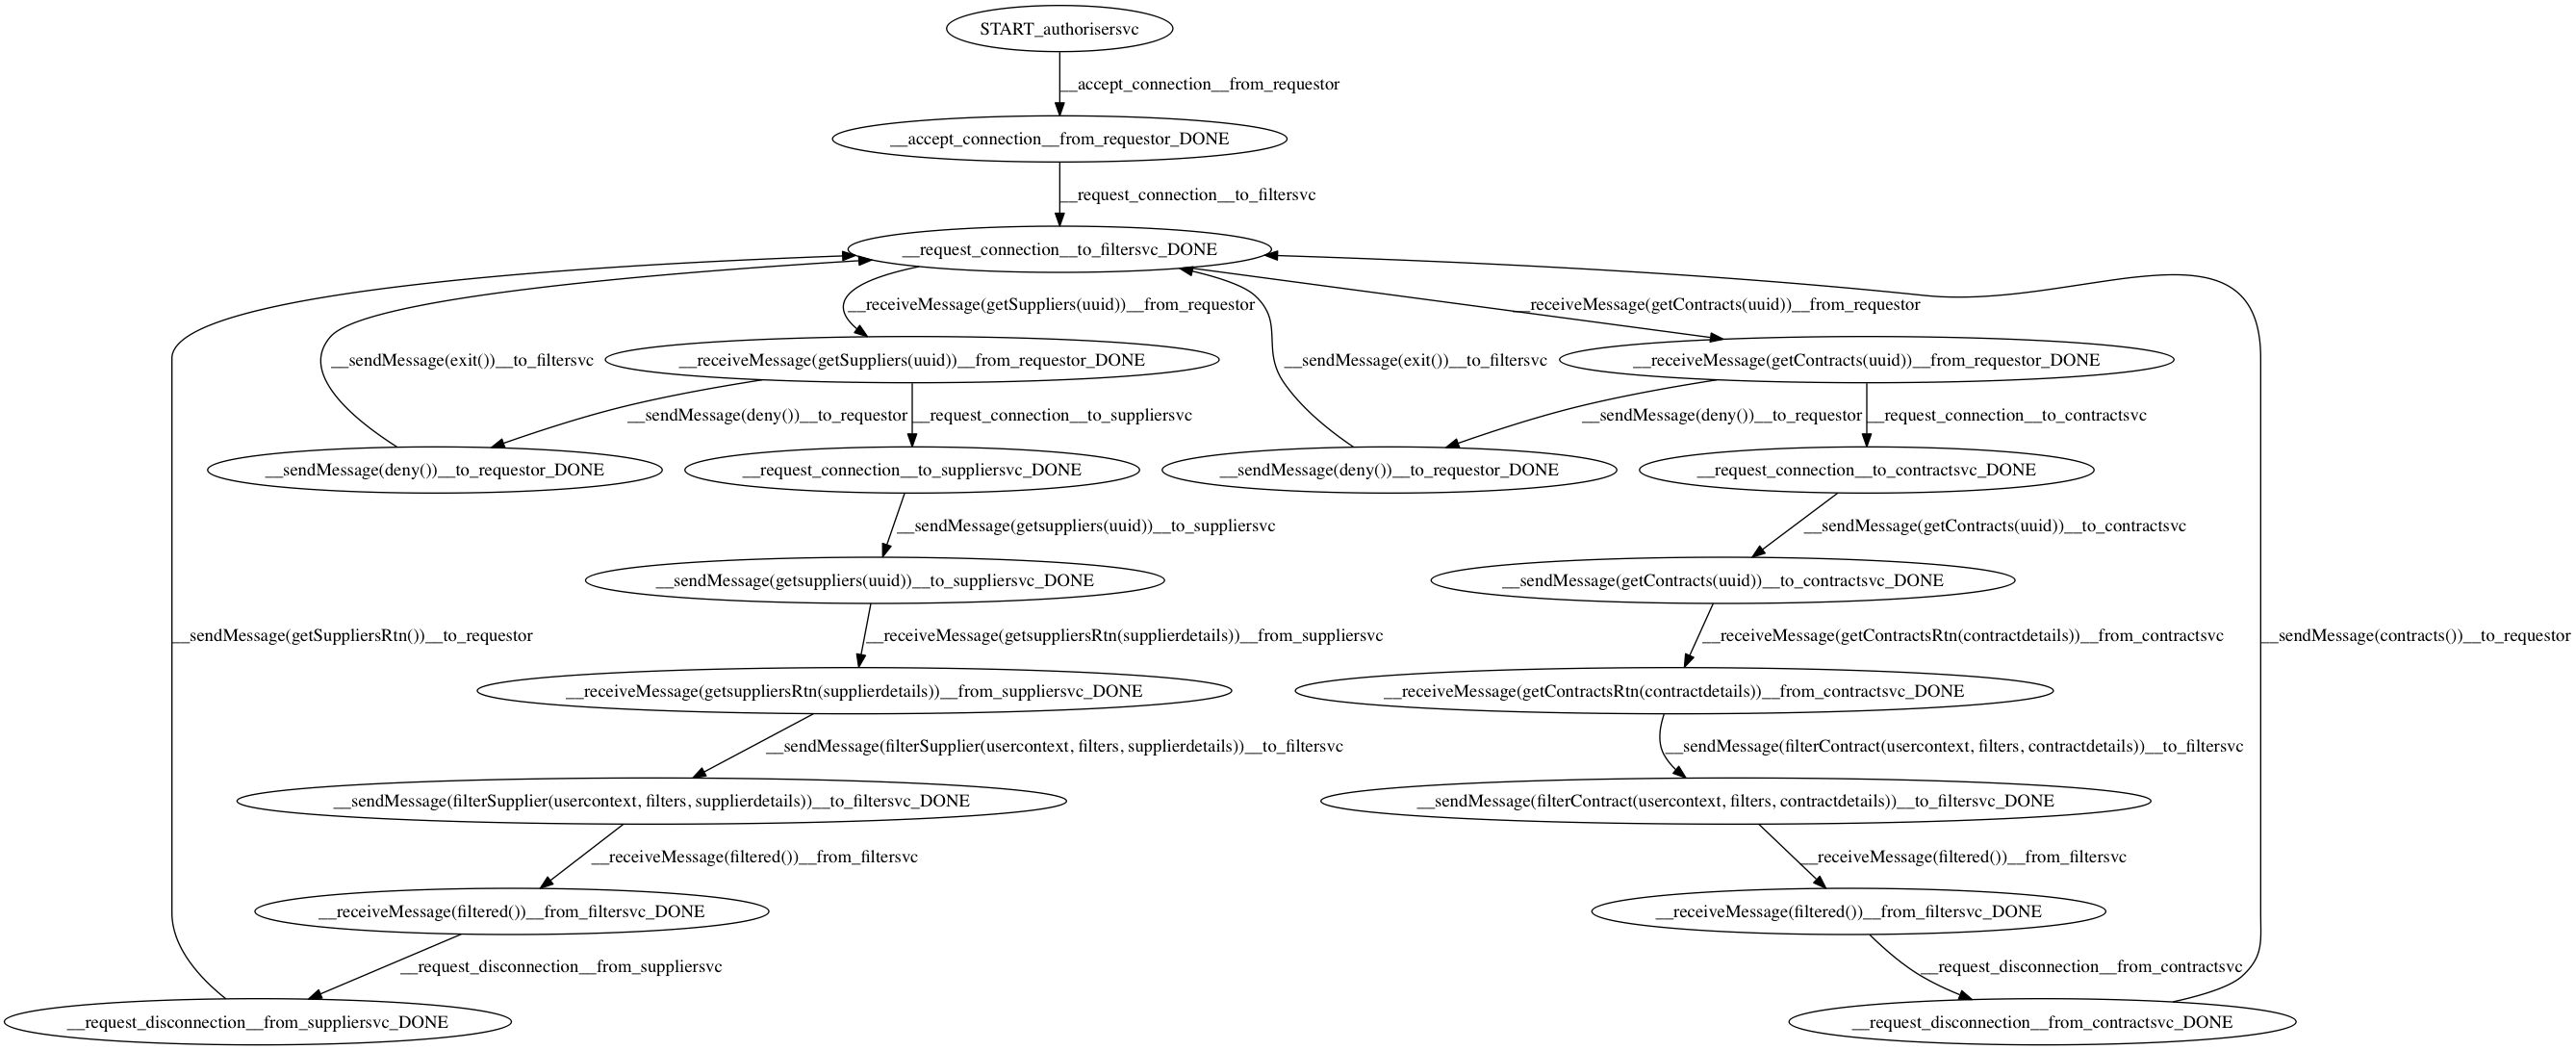 START_authorisersvc
__accept_connection__from_requestor
__accept_connection__from_requestor_DONE
__request_connection__to_filtersvc
__request_connection__to_filtersvc_DONE
__receiveMessage(getSuppliers(uuid))__from_requestor
__receiveMessage(getContracts(uuid))__from_requestor
__sendMessage(exit())__to_filtersvc
__receiveMessage(getSuppliers(uuid))__from_requestor_DONE
__sendMessage(exit())__to_filtersvc
__receiveMessage(getContracts(uuid))__from_requestor_DONE
__sendMessage(deny())__to_requestor
__request_connection__to_suppliersvc
__sendMessage(deny())__to_requestor
__request_connection__to_contractsvc
__sendMessage(deny())__to_requestor_DONE
__request_connection__to_suppliersvc_DONE
__sendMessage(deny())__to_requestor_DONE
__request_connection__to_contractsvc_DONE
__sendMessage(getsuppliers(uuid))__to_suppliersvc
__sendMessage(getContracts(uuid))__to_contractsvc
__sendMessage(getsuppliers(uuid))__to_suppliersvc_DONE
__sendMessage(getContracts(uuid))__to_contractsvc_DONE
__sendMessage(getSuppliersRtn())__to_requestor
__receiveMessage(getsuppliersRtn(supplierdetails))__from_suppliersvc
__receiveMessage(getContractsRtn(contractdetails))__from_contractsvc
__sendMessage(contracts())__to_requestor
__receiveMessage(getsuppliersRtn(supplierdetails))__from_suppliersvc_DONE
__receiveMessage(getContractsRtn(contractdetails))__from_contractsvc_DONE
__sendMessage(filterSupplier(usercontext, filters, supplierdetails))__to_filtersvc
__sendMessage(filterContract(usercontext, filters, contractdetails))__to_filtersvc
__sendMessage(filterSupplier(usercontext, filters, supplierdetails))__to_filtersvc_DONE
__sendMessage(filterContract(usercontext, filters, contractdetails))__to_filtersvc_DONE
__receiveMessage(filtered())__from_filtersvc
__receiveMessage(filtered())__from_filtersvc
__receiveMessage(filtered())__from_filtersvc_DONE
__receiveMessage(filtered())__from_filtersvc_DONE
__request_disconnection__from_suppliersvc
__request_disconnection__from_contractsvc
__request_disconnection__from_suppliersvc_DONE
__request_disconnection__from_contractsvc_DONE